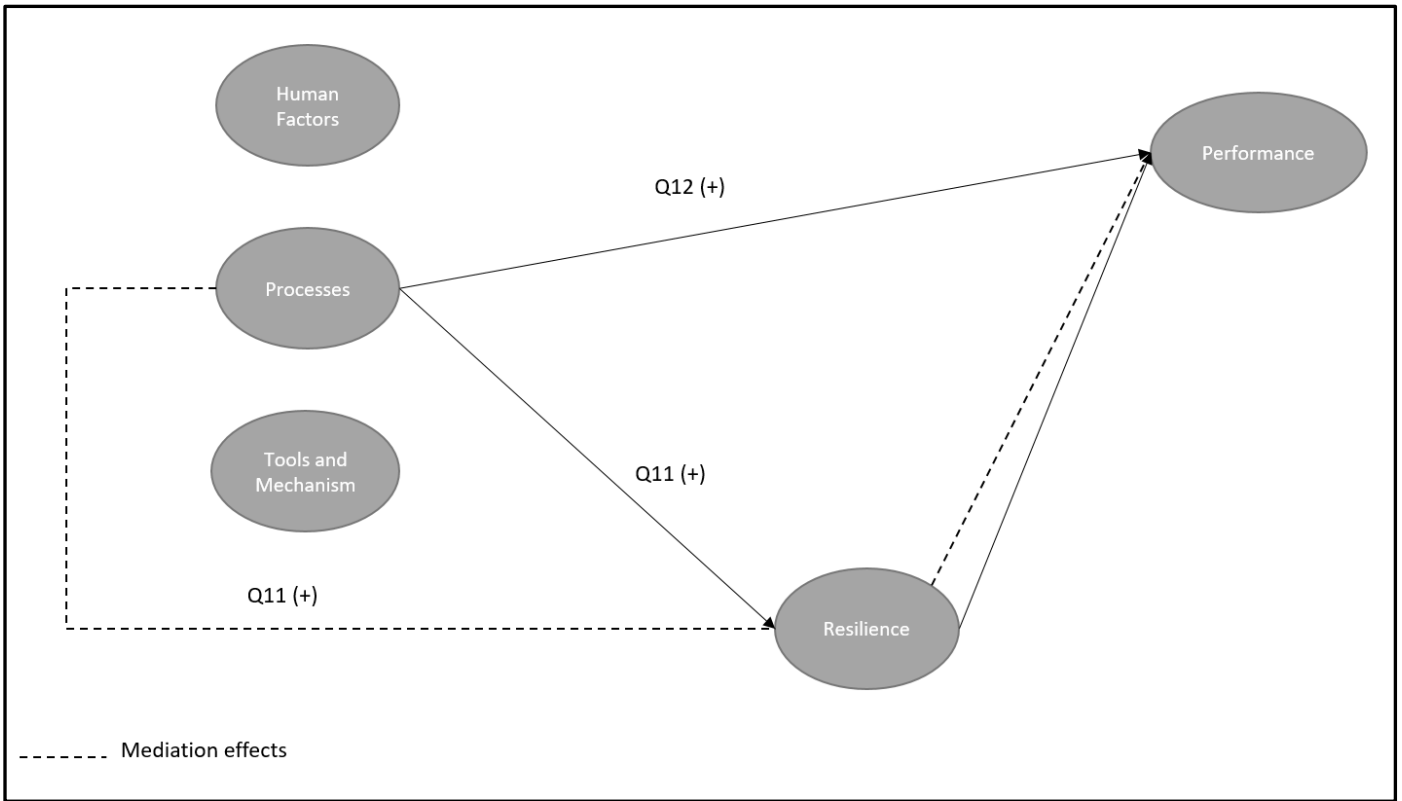 Human
Factors
Performance
Q12 (+)
Processes
Tools and
Mechanism
Q11 (+)
Q11 (+)
Resilience
Mediation effects